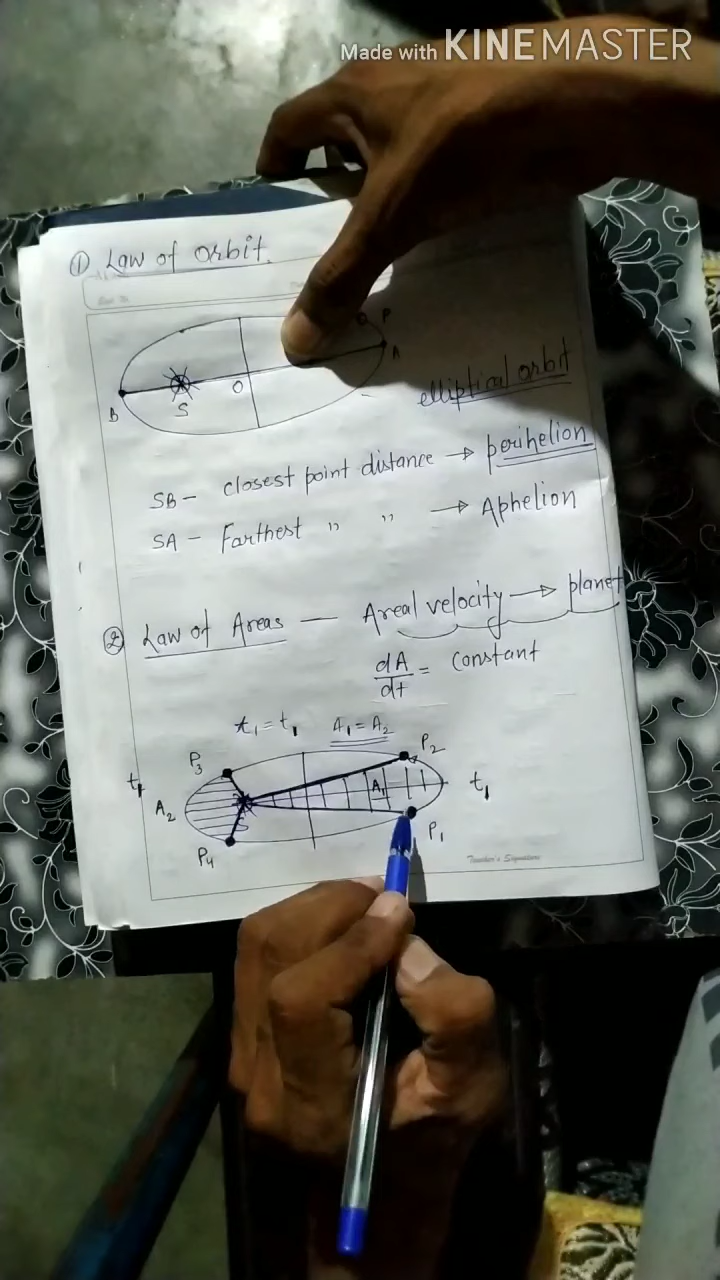 Made with KINEMASTER
① Law of orbit
P
A
B
S
O
elliptical orbit
SB - closest point distance → perihelion
SA - Farthest " " → Aphelion
② Law of Areas — Areal velocity → planet
dA/dt = constant
t₁ = t₁ A₁ = A₂
P₃
P₂
t₁
A₂
A₁
t₁
P₄
P₁
Teacher's Signature